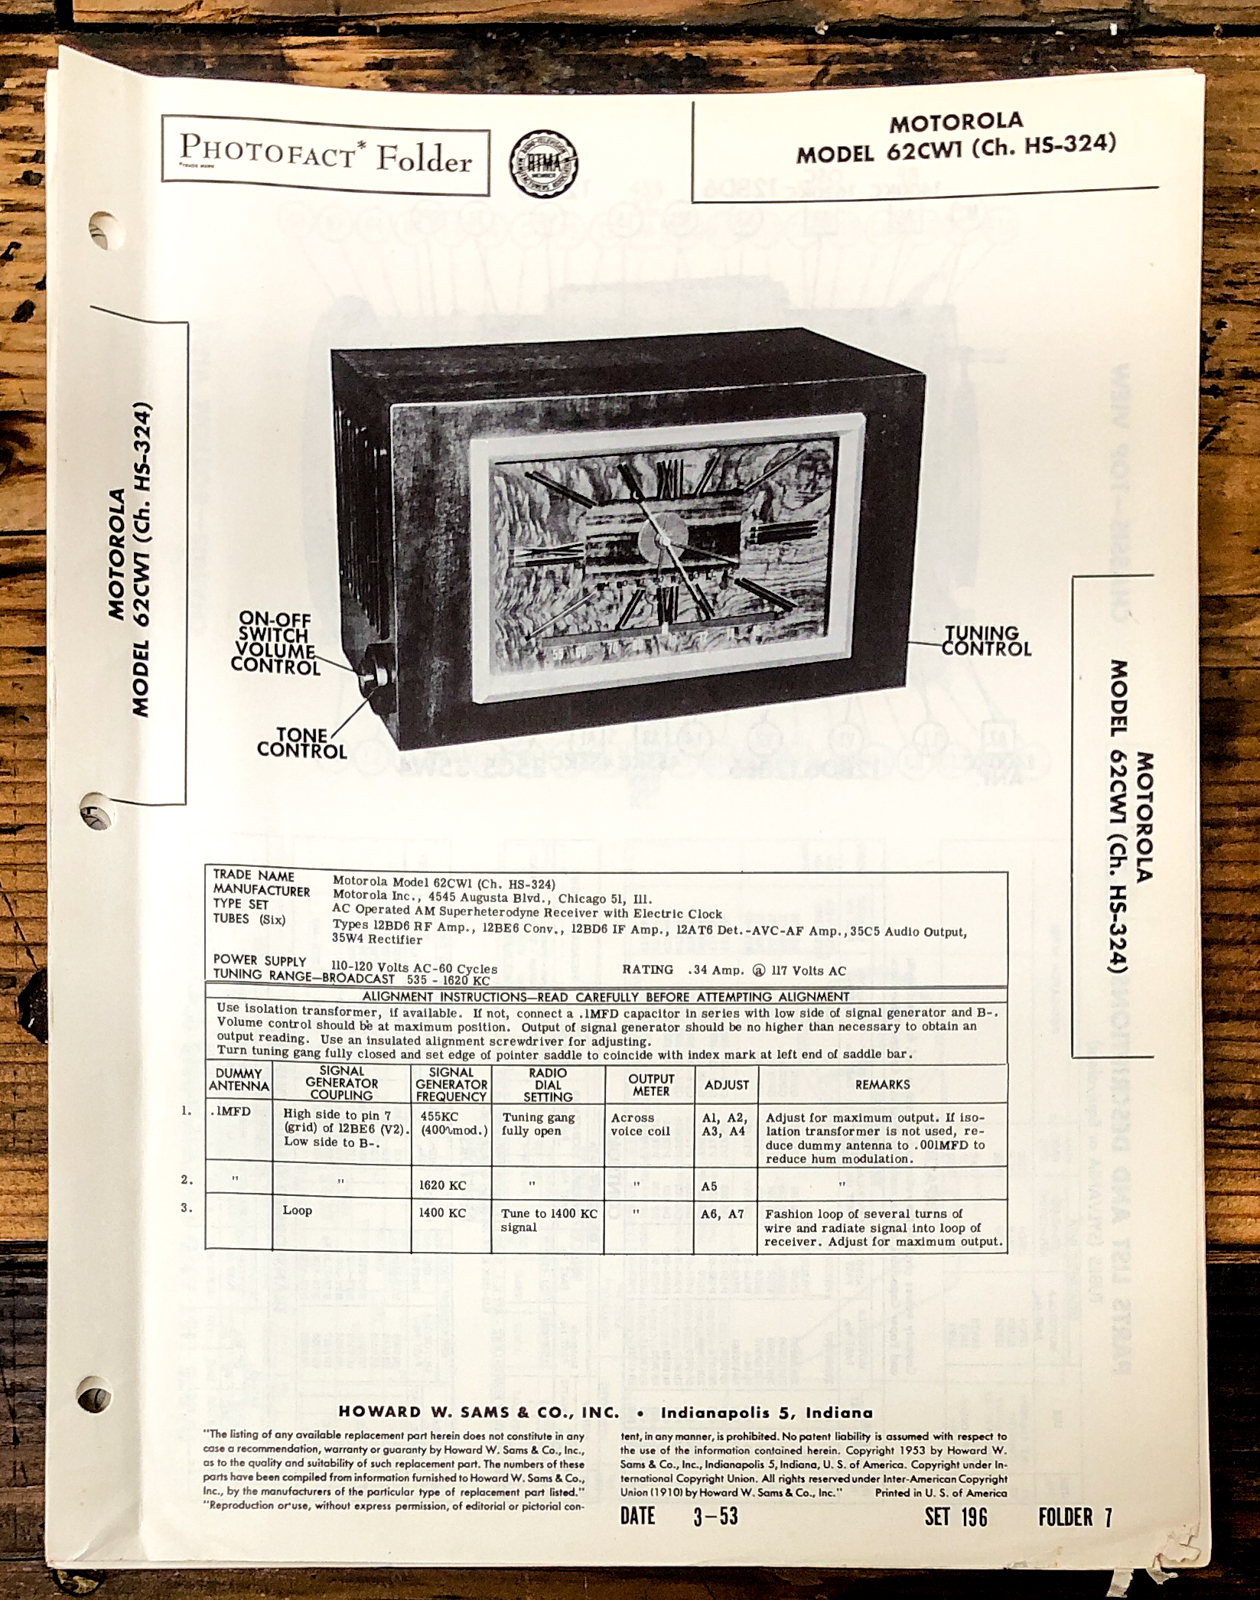 PHOTOFACT* Folder
*TRADE MARK
RTMA
MOTOROLA
MODEL 62CW1 (Ch. HS-324)
MOTOROLA
MODEL 62CW1 (Ch. HS-324)
ON-OFF
SWITCH
VOLUME
CONTROL
TONE
CONTROL
TUNING
CONTROL
MOTOROLA
MODEL 62CW1 (Ch. HS-324)
TRADE NAME Motorola Model 62CW1 (Ch. HS-324)
MANUFACTURER Motorola Inc., 4545 Augusta Blvd., Chicago 51, Ill.
TYPE SET AC Operated AM Superheterodyne Receiver with Electric Clock
TUBES (Six) Types 12BD6 RF Amp., 12BE6 Conv., 12BD6 IF Amp., 12AT6 Det.-AVC-AF Amp., 35C5 Audio Output,
35W4 Rectifier
POWER SUPPLY 110-120 Volts AC-60 Cycles RATING .34 Amp. @ 117 Volts AC
TUNING RANGE—BROADCAST 535 - 1620 KC
ALIGNMENT INSTRUCTIONS—READ CAREFULLY BEFORE ATTEMPTING ALIGNMENT
Use isolation transformer, if available. If not, connect a .1MFD capacitor in series with low side of signal generator and B-.
Volume control should be at maximum position. Output of signal generator should be no higher than necessary to obtain an
output reading. Use an insulated alignment screwdriver for adjusting.
Turn tuning gang fully closed and set edge of pointer saddle to coincide with index mark at left end of saddle bar.
DUMMY ANTENNA SIGNAL GENERATOR COUPLING SIGNAL GENERATOR FREQUENCY RADIO DIAL SETTING OUTPUT METER ADJUST REMARKS
1. .1MFD High side to pin 7 455KC Tuning gang Across A1, A2, Adjust for maximum output. If iso-
(grid) of 12BE6 (V2). (400∿mod.) fully open voice coil A3, A4 lation transformer is not used, re-
Low side to B-. duce dummy antenna to .001MFD to
reduce hum modulation.
2. " " 1620 KC " " A5 "
3. Loop 1400 KC Tune to 1400 KC " A6, A7 Fashion loop of several turns of
signal wire and radiate signal into loop of
receiver. Adjust for maximum output.
HOWARD W. SAMS & CO., INC. • Indianapolis 5, Indiana
"The listing of any available replacement part herein does not constitute in any
case a recommendation, warranty or guaranty by Howard W. Sams & Co., Inc.,
as to the quality and suitability of such replacement part. The numbers of these
parts have been compiled from information furnished to Howard W. Sams & Co.,
Inc., by the manufacturers of the particular type of replacement part listed."
"Reproduction or use, without express permission, of editorial or pictorial con-
tent, in any manner, is prohibited. No patent liability is assumed with respect to
the use of the information contained herein. Copyright 1953 by Howard W.
Sams & Co., Inc., Indianapolis 5, Indiana, U. S. of America. Copyright under In-
ternational Copyright Union. All rights reserved under Inter-American Copyright
Union (1910) by Howard W. Sams & Co., Inc." Printed in U. S. of America
DATE 3-53 SET 196 FOLDER 7